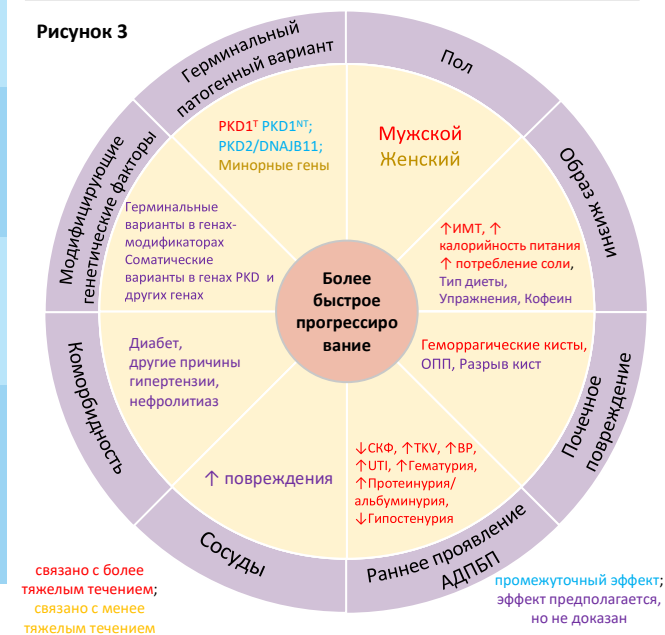 Рисунок 3
Герминальный
патогенный вариант
Пол
Образ жизни
Почечное
повреждение
Раннее проявление
АДПБП
Сосуды
Коморбидность
Модифицирующие
генетические факторы
PKD1ᵀ PKD1ᴺᵀ;
PKD2/DNAJB11;
Минорные гены
Мужской
Женский
↑ИМТ, ↑
калорийность питания
↑ потребление соли,
Тип диеты,
Упражнения, Кофеин
Геморрагические кисты,
ОПП, Разрыв кист
↓СКФ, ↑TKV, ↑BP,
↑UTI, ↑Гематурия,
↑Протеинурия/
альбуминурия,
↓Гипостенурия
↑ повреждения
Диабет,
другие причины
гипертензии,
нефролитиаз
Герминальные
варианты в генах-
модификаторах
Соматические
варианты в генах PKD и
других генах
Более
быстрое
прогрессиро
вание
связано с более
тяжелым течением;
связано с менее
тяжелым течением
промежуточный эффект;
эффект предполагается,
но не доказан